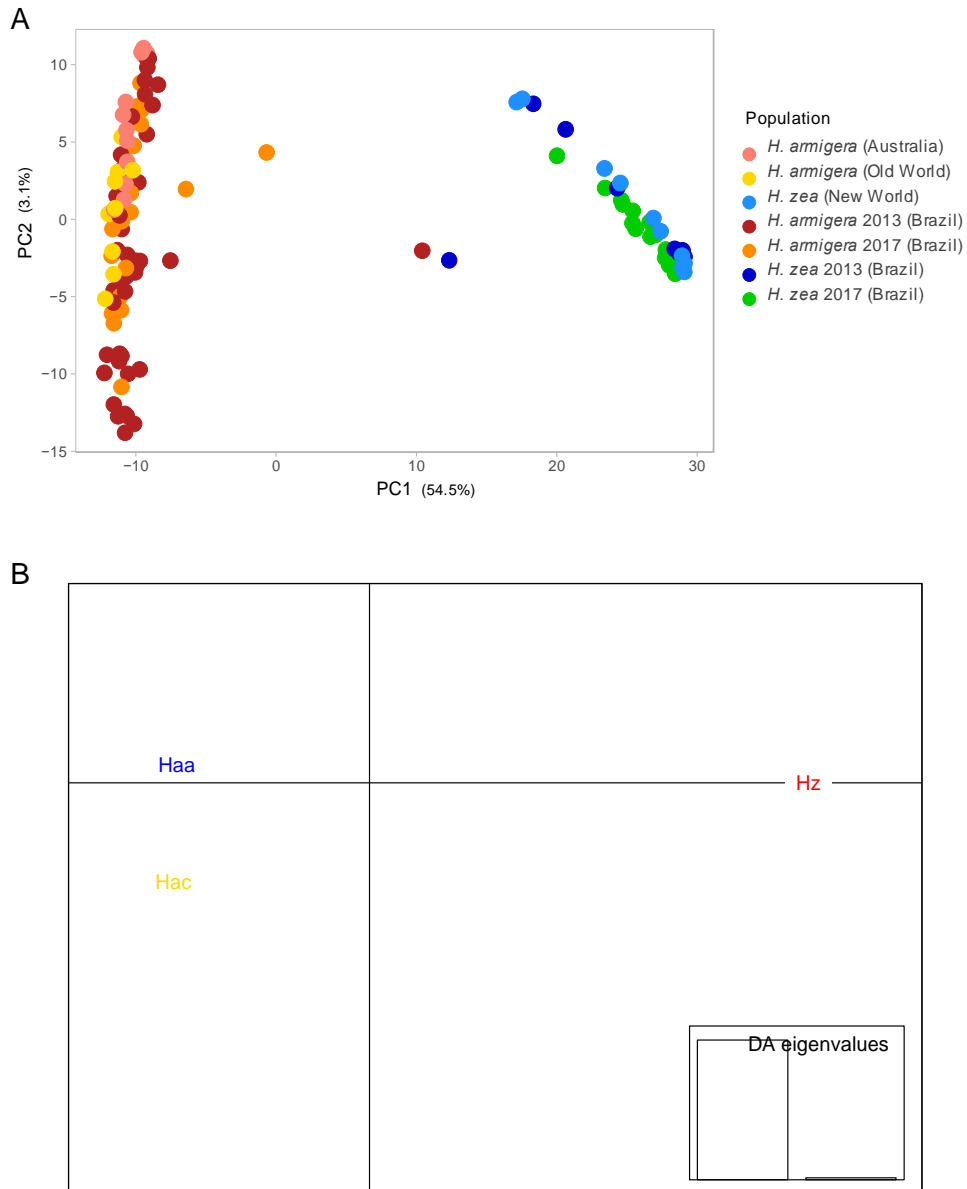 A
10
5
0
−5
−10
−15
PC2 (3.1%)
−10 0 10 20 30
PC1 (54.5%)
Population
H. armigera (Australia)
H. armigera (Old World)
H. zea (New World)
H. armigera 2013 (Brazil)
H. armigera 2017 (Brazil)
H. zea 2013 (Brazil)
H. zea 2017 (Brazil)
B
Haa
Hz
Hac
DA eigenvalues